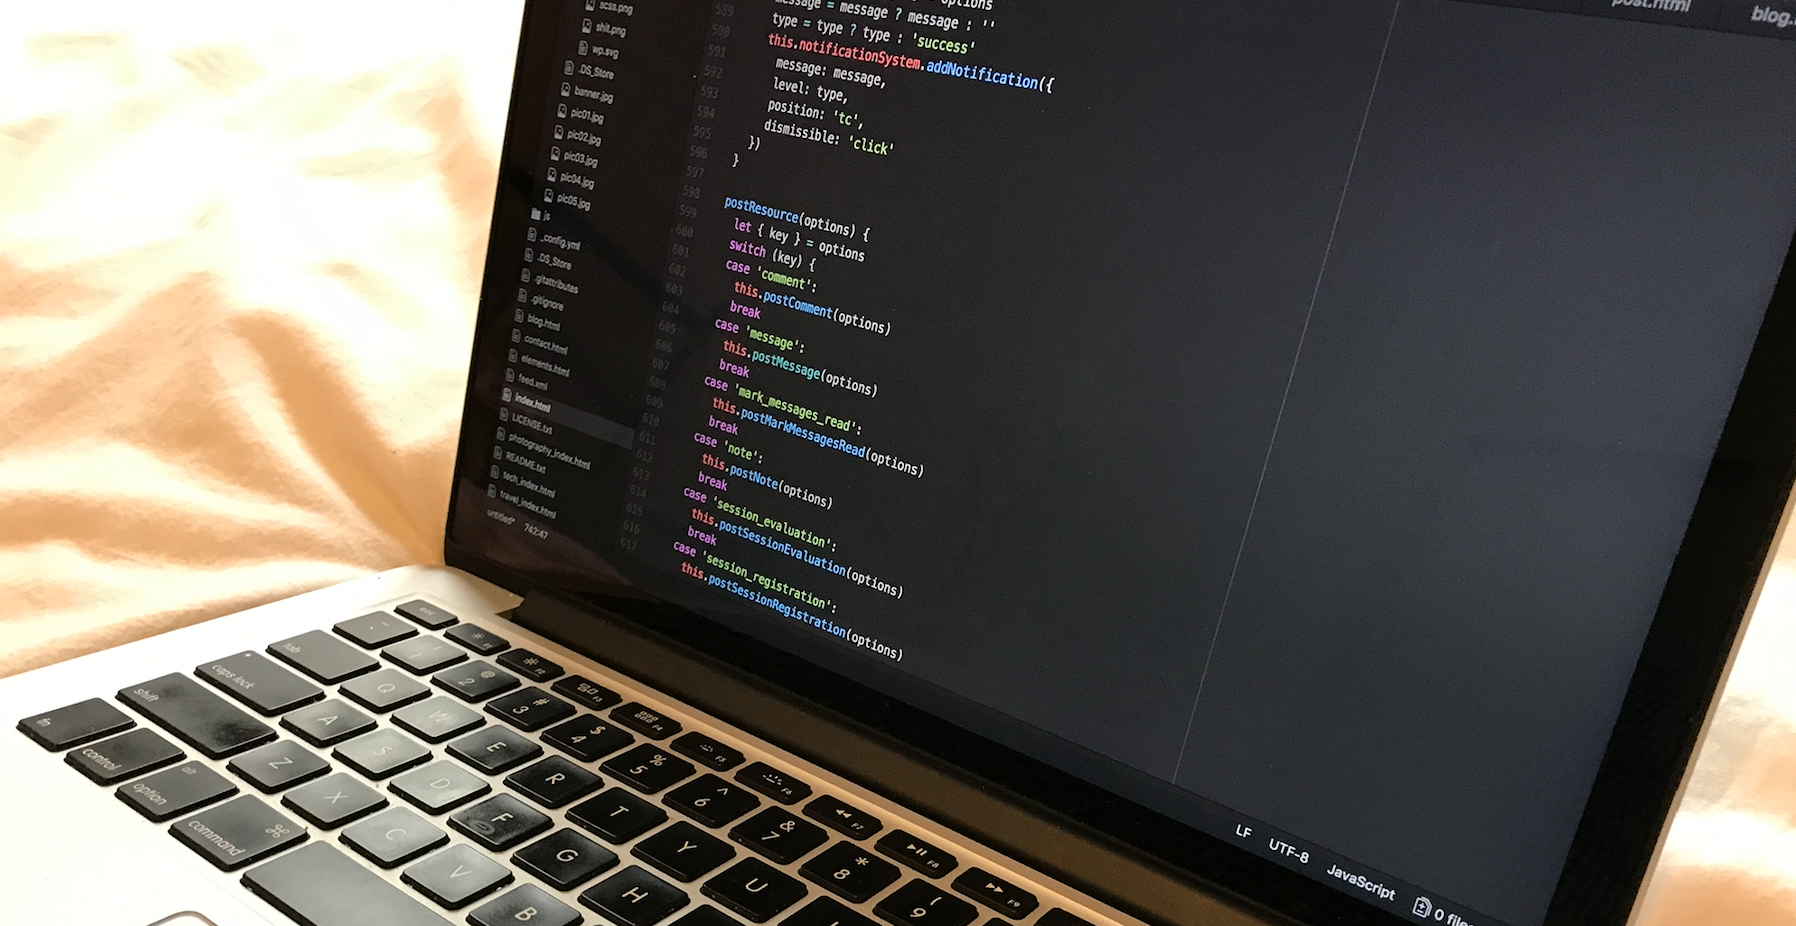 scss.png
shit.png
wp.svg
.DS_Store
banner.jpg
pic01.jpg
pic02.jpg
pic03.jpg
pic04.jpg
pic05.jpg
js
_config.yml
.DS_Store
.gitattributes
.gitignore
blog.html
contact.html
elements.html
feed.xml
index.html
LICENSE.txt
photography_index.html
README.txt
tech_index.html
travel_index.html
untitled* 742:47
options
589 message = message ? message : ''
590 type = type ? type : 'success'
591 this.notificationSystem.addNotification({
592 message: message,
593 level: type,
594 position: 'tc',
595 dismissible: 'click'
596 })
597 }
598
599 postResource(options) {
600 let { key } = options
601 switch (key) {
602 case 'comment':
603 this.postComment(options)
604 break
605 case 'message':
606 this.postMessage(options)
607 break
608 case 'mark_messages_read':
609 this.postMarkMessagesRead(options)
610 break
611 case 'note':
612 this.postNote(options)
613 break
614 case 'session_evaluation':
615 this.postSessionEvaluation(options)
616 break
617 case 'session_registration':
this.postSessionRegistration(options)
post.html blog.
LF UTF-8 JavaScript 0 file
esc F1 F2 F3 F4 F5 F6 F7 F8 F9
~ ! 1 @ 2 # 3 $ 4 % 5 ^ 6 & 7 * 8 ( 9
tab Q W E R T Y U
caps lock A S D F G H
shift Z X C V B
fn control alt option ⌘ command